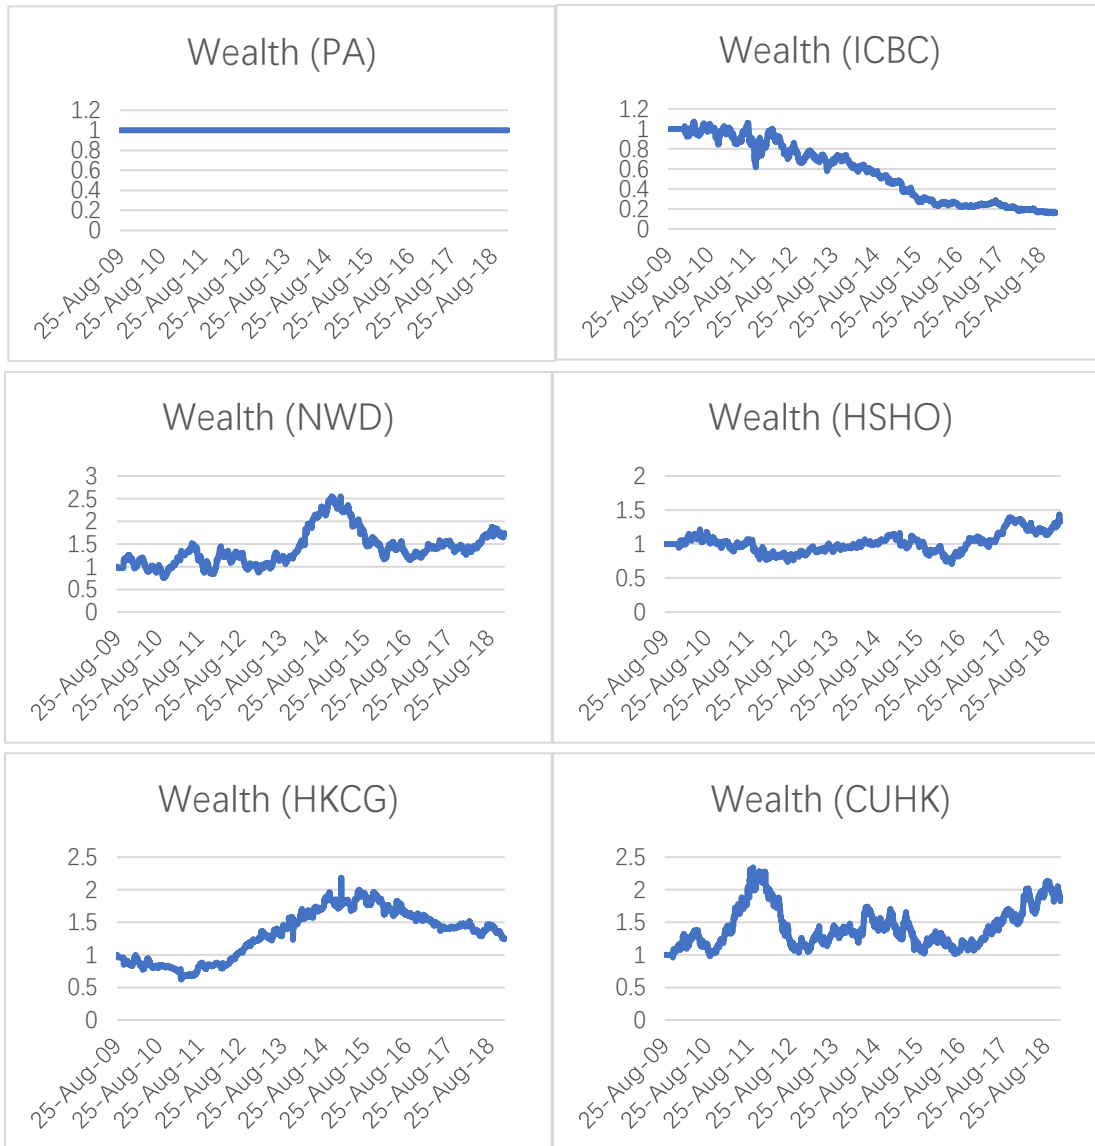 Wealth (PA)
1.2
1
0.8
0.6
0.4
0.2
0
25-Aug-09
25-Aug-10
25-Aug-11
25-Aug-12
25-Aug-13
25-Aug-14
25-Aug-15
25-Aug-16
25-Aug-17
25-Aug-18
Wealth (ICBC)
1.2
1
0.8
0.6
0.4
0.2
0
25-Aug-09
25-Aug-10
25-Aug-11
25-Aug-12
25-Aug-13
25-Aug-14
25-Aug-15
25-Aug-16
25-Aug-17
25-Aug-18
Wealth (NWD)
3
2.5
2
1.5
1
0.5
0
25-Aug-09
25-Aug-10
25-Aug-11
25-Aug-12
25-Aug-13
25-Aug-14
25-Aug-15
25-Aug-16
25-Aug-17
25-Aug-18
Wealth (HSHO)
2
1.5
1
0.5
0
25-Aug-09
25-Aug-10
25-Aug-11
25-Aug-12
25-Aug-13
25-Aug-14
25-Aug-15
25-Aug-16
25-Aug-17
25-Aug-18
Wealth (HKCG)
2.5
2
1.5
1
0.5
0
25-Aug-09
25-Aug-10
25-Aug-11
25-Aug-12
25-Aug-13
25-Aug-14
25-Aug-15
25-Aug-16
25-Aug-17
25-Aug-18
Wealth (CUHK)
2.5
2
1.5
1
0.5
0
25-Aug-09
25-Aug-10
25-Aug-11
25-Aug-12
25-Aug-13
25-Aug-14
25-Aug-15
25-Aug-16
25-Aug-17
25-Aug-18